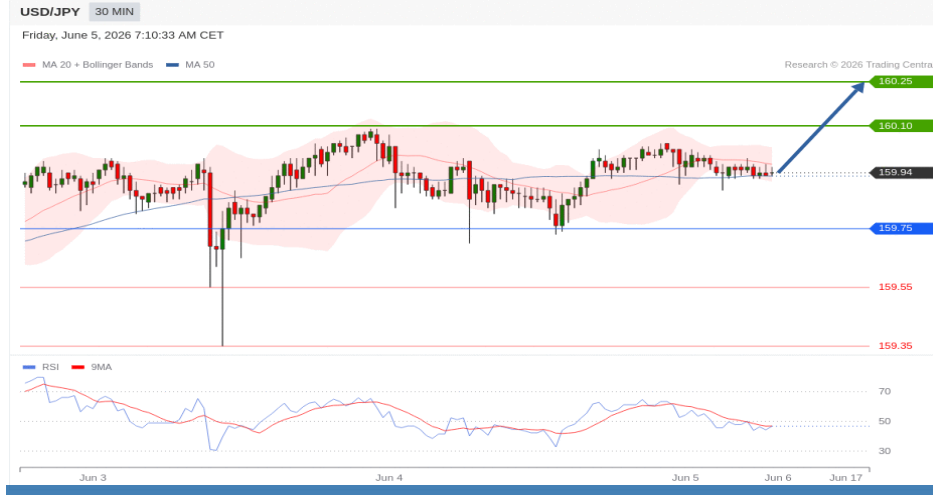 USD/JPY 30 MIN
Friday, June 5, 2026 7:10:33 AM CET
MA 20 + Bollinger Bands MA 50
Research © 2026 Trading Centra
160.25
160.10
159.94
159.75
159.55
159.35
RSI 9MA
70
50
30
Jun 3 Jun 4 Jun 5 Jun 6 Jun 17